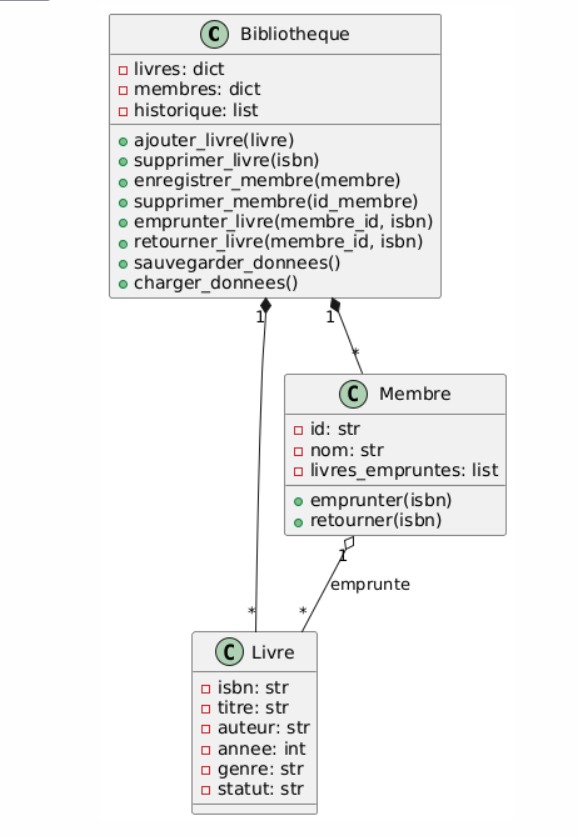 C Bibliotheque
livres: dict
membres: dict
historique: list
ajouter_livre(livre)
supprimer_livre(isbn)
enregistrer_membre(membre)
supprimer_membre(id_membre)
emprunter_livre(membre_id, isbn)
retourner_livre(membre_id, isbn)
sauvegarder_donnees()
charger_donnees()
1 1
*
C Membre
id: str
nom: str
livres_empruntes: list
emprunter(isbn)
retourner(isbn)
1
emprunte
* *
C Livre
isbn: str
titre: str
auteur: str
annee: int
genre: str
statut: str